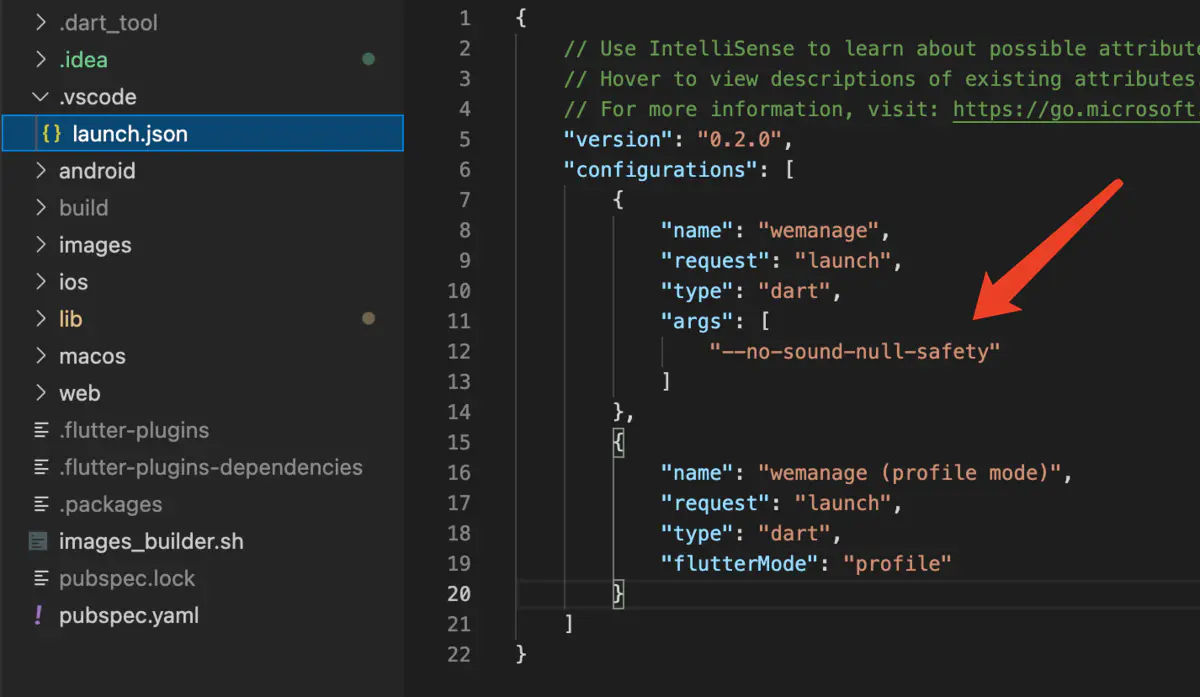 .dart_tool
.idea
.vscode
{} launch.json
android
build
images
ios
lib
macos
web
.flutter-plugins
.flutter-plugins-dependencies
.packages
images_builder.sh
pubspec.lock
! pubspec.yaml
1 {
2 // Use IntelliSense to learn about possible attribute
3 // Hover to view descriptions of existing attributes.
4 // For more information, visit: https://go.microsoft.
5 "version": "0.2.0",
6 "configurations": [
7 {
8 "name": "wemanage",
9 "request": "launch",
10 "type": "dart",
11 "args": [
12 "--no-sound-null-safety"
13 ]
14 },
15 {
16 "name": "wemanage (profile mode)",
17 "request": "launch",
18 "type": "dart",
19 "flutterMode": "profile"
20 }
21 ]
22 }